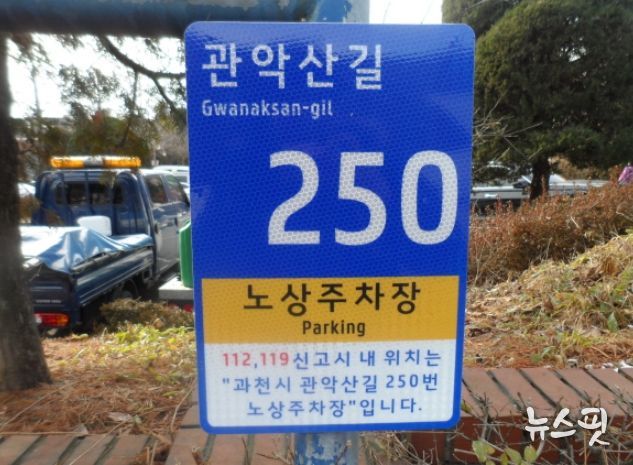 관악산길
Gwanaksan-gil
250
노상주차장
Parking
112,119신고시 내 위치는
"과천시 관악산길 250번
노상주차장"입니다.
뉴스핏